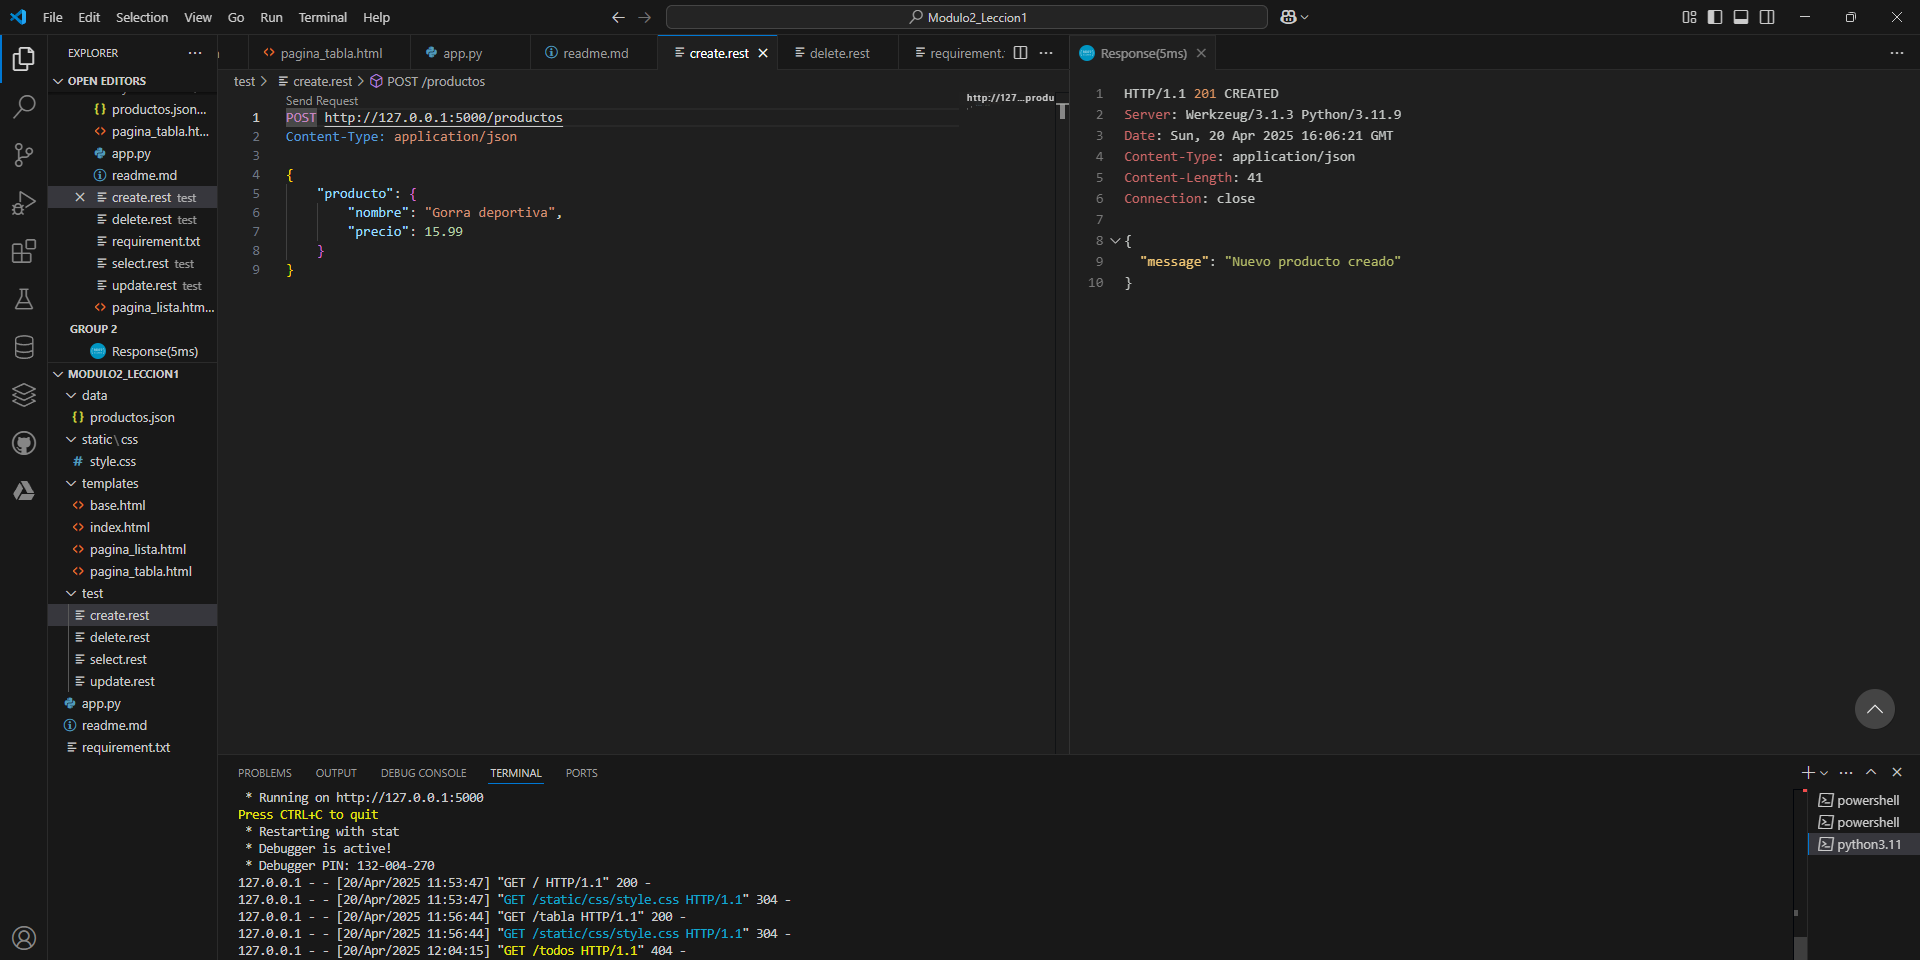 File Edit Selection View Go Run Terminal Help
Modulo2_Leccion1
EXPLORER
OPEN EDITORS
productos.json...
pagina_tabla.ht...
app.py
readme.md
create.rest test
delete.rest test
requirement.txt
select.rest test
update.rest test
pagina_lista.htm...
GROUP 2
Response(5ms)
MODULO2_LECCION1
data
productos.json
static\css
style.css
templates
base.html
index.html
pagina_lista.html
pagina_tabla.html
test
create.rest
delete.rest
select.rest
update.rest
app.py
readme.md
requirement.txt
pagina_tabla.html app.py readme.md create.rest delete.rest requirement.
test > create.rest > POST /productos
Send Request
1 POST http://127.0.0.1:5000/productos
2 Content-Type: application/json
3
4 {
5 "producto": {
6 "nombre": "Gorra deportiva",
7 "precio": 15.99
8 }
9 }
http://127...produ
Response(5ms)
1 HTTP/1.1 201 CREATED
2 Server: Werkzeug/3.1.3 Python/3.11.9
3 Date: Sun, 20 Apr 2025 16:06:21 GMT
4 Content-Type: application/json
5 Content-Length: 41
6 Connection: close
7
8 {
9 "message": "Nuevo producto creado"
10 }
PROBLEMS OUTPUT DEBUG CONSOLE TERMINAL PORTS
* Running on http://127.0.0.1:5000
Press CTRL+C to quit
* Restarting with stat
* Debugger is active!
* Debugger PIN: 132-004-270
127.0.0.1 - - [20/Apr/2025 11:53:47] "GET / HTTP/1.1" 200 -
127.0.0.1 - - [20/Apr/2025 11:53:47] "GET /static/css/style.css HTTP/1.1" 304 -
127.0.0.1 - - [20/Apr/2025 11:56:44] "GET /tabla HTTP/1.1" 200 -
127.0.0.1 - - [20/Apr/2025 11:56:44] "GET /static/css/style.css HTTP/1.1" 304 -
127.0.0.1 - - [20/Apr/2025 12:04:15] "GET /todos HTTP/1.1" 404 -
powershell
powershell
python3.11